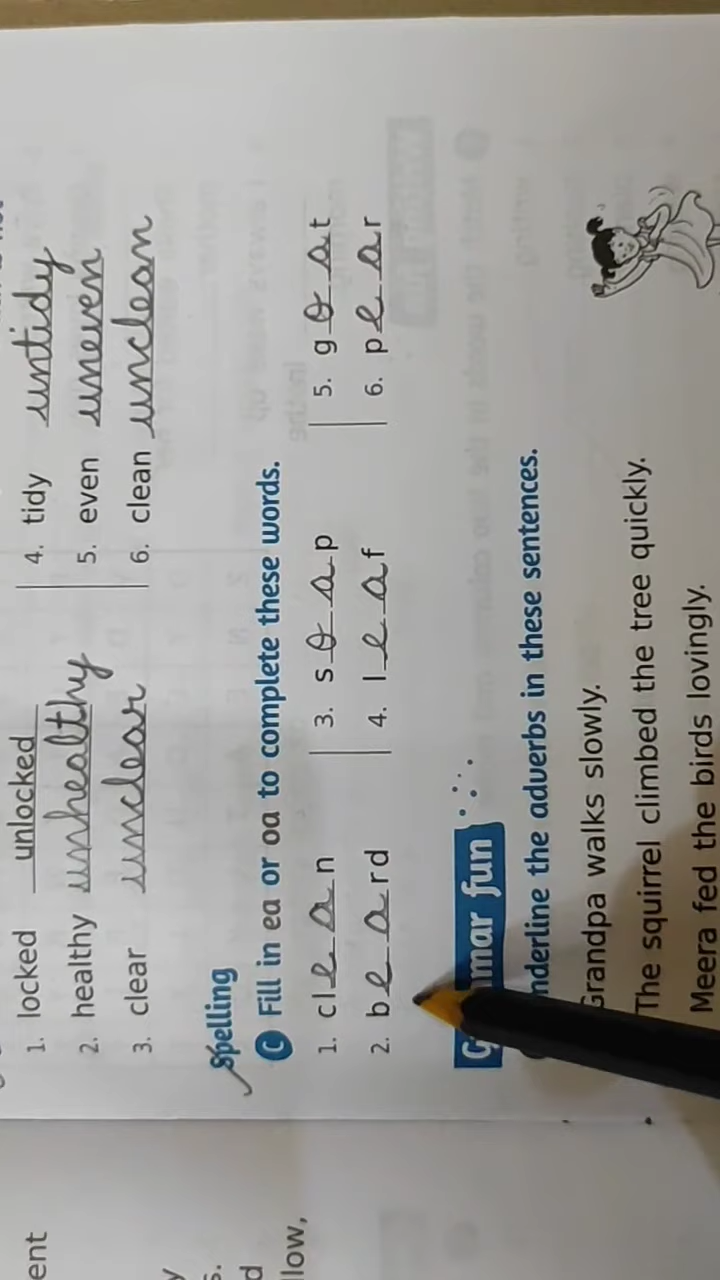 1. locked unlocked 4. tidy untidy
2. healthy unhealthy 5. even uneven
3. clear unclear 6. clean unclean
Spelling
C Fill in ea or oa to complete these words.
1. clean 3. soap 5. goat
2. beard 4. leaf 6. pear
mar fun
nderline the adverbs in these sentences.
Grandpa walks slowly.
The squirrel climbed the tree quickly.
Meera fed the birds lovingly.
ent
y
s.
d
llow,